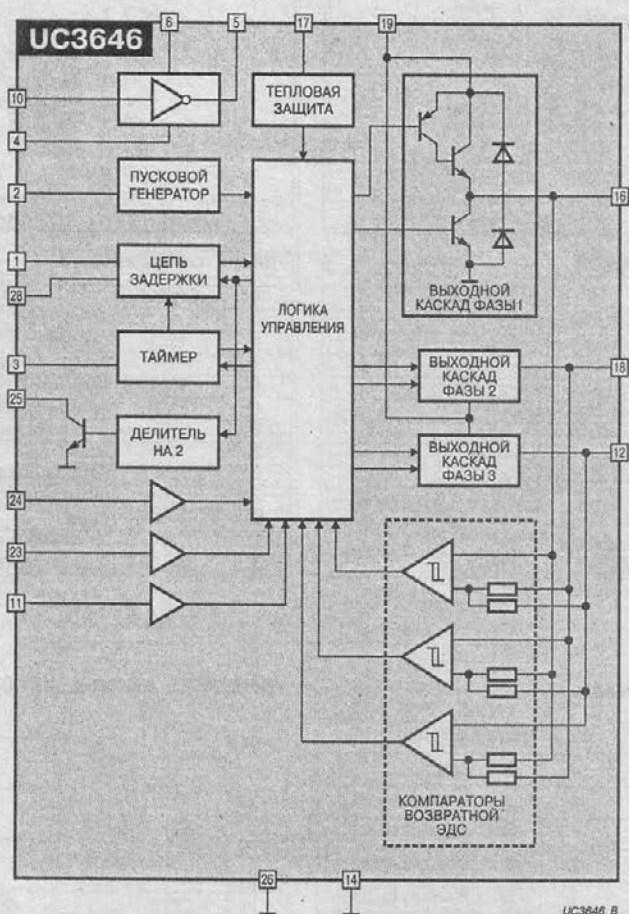 6
5
17
19
UC3646
10
ТЕПЛОВАЯ
ЗАЩИТА
4
ПУСКОВОЙ
ГЕНЕРАТОР
2
16
1
ЦЕПЬ
ЗАДЕРЖКИ
28
ЛОГИКА
УПРАВЛЕНИЯ
ВЫХОДНОЙ
КАСКАД ФАЗЫ 1
3
ТАЙМЕР
ВЫХОДНОЙ
КАСКАД
ФАЗЫ 2
18
25
ДЕЛИТЕЛЬ
НА 2
ВЫХОДНОЙ
КАСКАД
ФАЗЫ 3
12
24
23
11
КОМПАРАТОРЫ
ВОЗВРАТНОЙ
ЭДС
26
14
UC3646_B